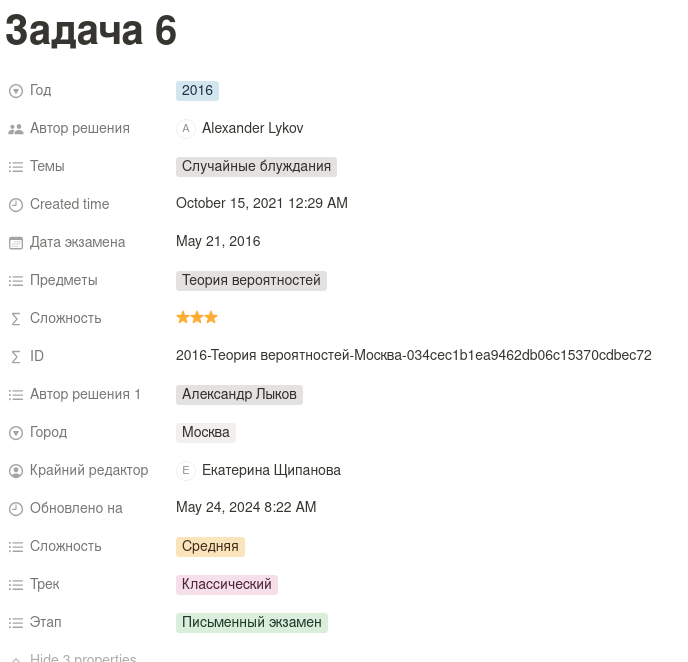 Задача 6
Год 2016
Автор решения A Alexander Lykov
Темы Случайные блуждания
Created time October 15, 2021 12:29 AM
Дата экзамена May 21, 2016
Предметы Теория вероятностей
Сложность ⭐⭐⭐
ID 2016-Теория вероятностей-Москва-034cec1b1ea9462db06c15370cdbec72
Автор решения 1 Александр Лыков
Город Москва
Крайний редактор E Екатерина Щипанова
Обновлено на May 24, 2024 8:22 AM
Сложность Средняя
Трек Классический
Этап Письменный экзамен
Hide 3 properties